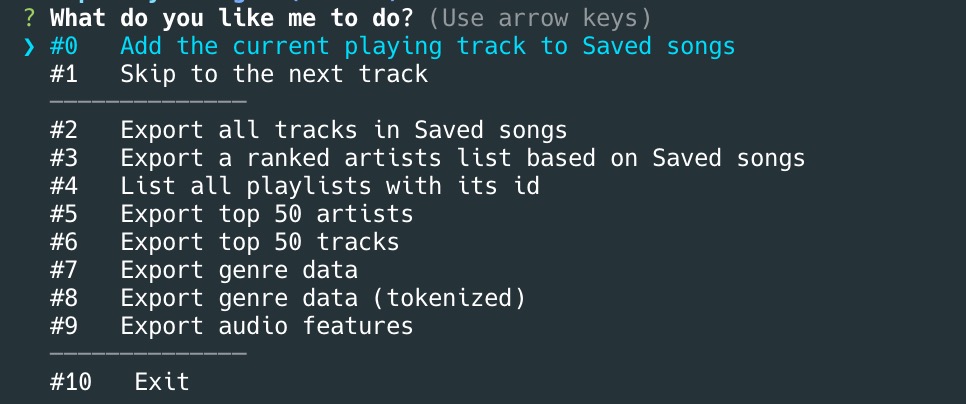 ? What do you like me to do? (Use arrow keys)
❯ #0 Add the current playing track to Saved songs
#1 Skip to the next track
──────────────
#2 Export all tracks in Saved songs
#3 Export a ranked artists list based on Saved songs
#4 List all playlists with its id
#5 Export top 50 artists
#6 Export top 50 tracks
#7 Export genre data
#8 Export genre data (tokenized)
#9 Export audio features
──────────────
#10 Exit